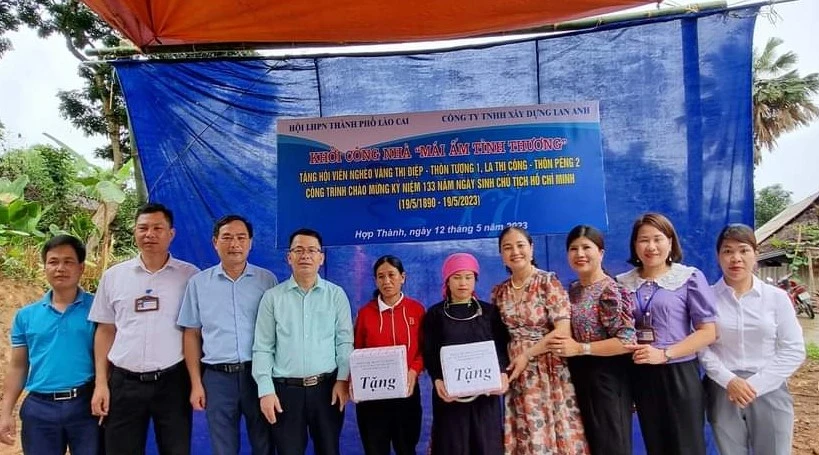 HỘI LHPN THÀNH PHỐ LÀO CAI CÔNG TY TNHH XÂY DỰNG LAN ANH
KHỞI CÔNG NHÀ "MÁI ẤM TÌNH THƯƠNG"
TẶNG HỘI VIÊN NGHÈO VÀNG THỊ DIỆP - THÔN TƯỢNG 1, LA THỊ CÔNG - THÔN PÈNG 2
CÔNG TRÌNH CHÀO MỪNG KỶ NIỆM 133 NĂM NGÀY SINH CHỦ TỊCH HỒ CHÍ MINH
(19/5/1890 - 19/5/2023)
Hợp Thành, ngày 12 tháng 5 năm 2023
Tặng
Tặng